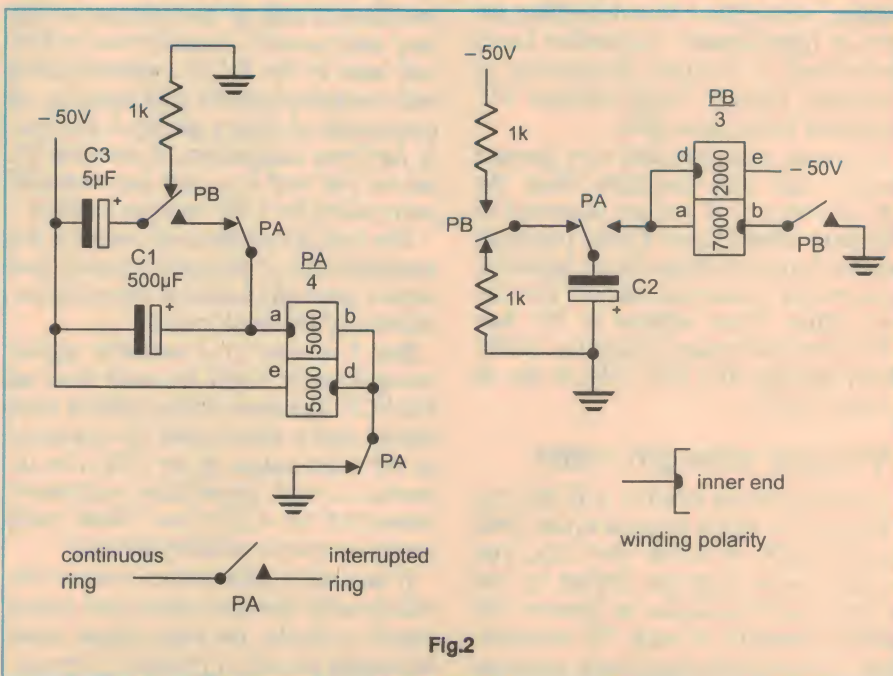 – 50V
C3
5µF
+
1k
PB
PA
C1
500µF
+
PA
4
a
5000
b
e
5000
d
PA
– 50V
1k
PB
PA
1k
C2
+
PB
3
d
2000
e
– 50V
a
7000
b
PB
inner end
winding polarity
continuous
ring
PA
interrupted
ring
Fig.2